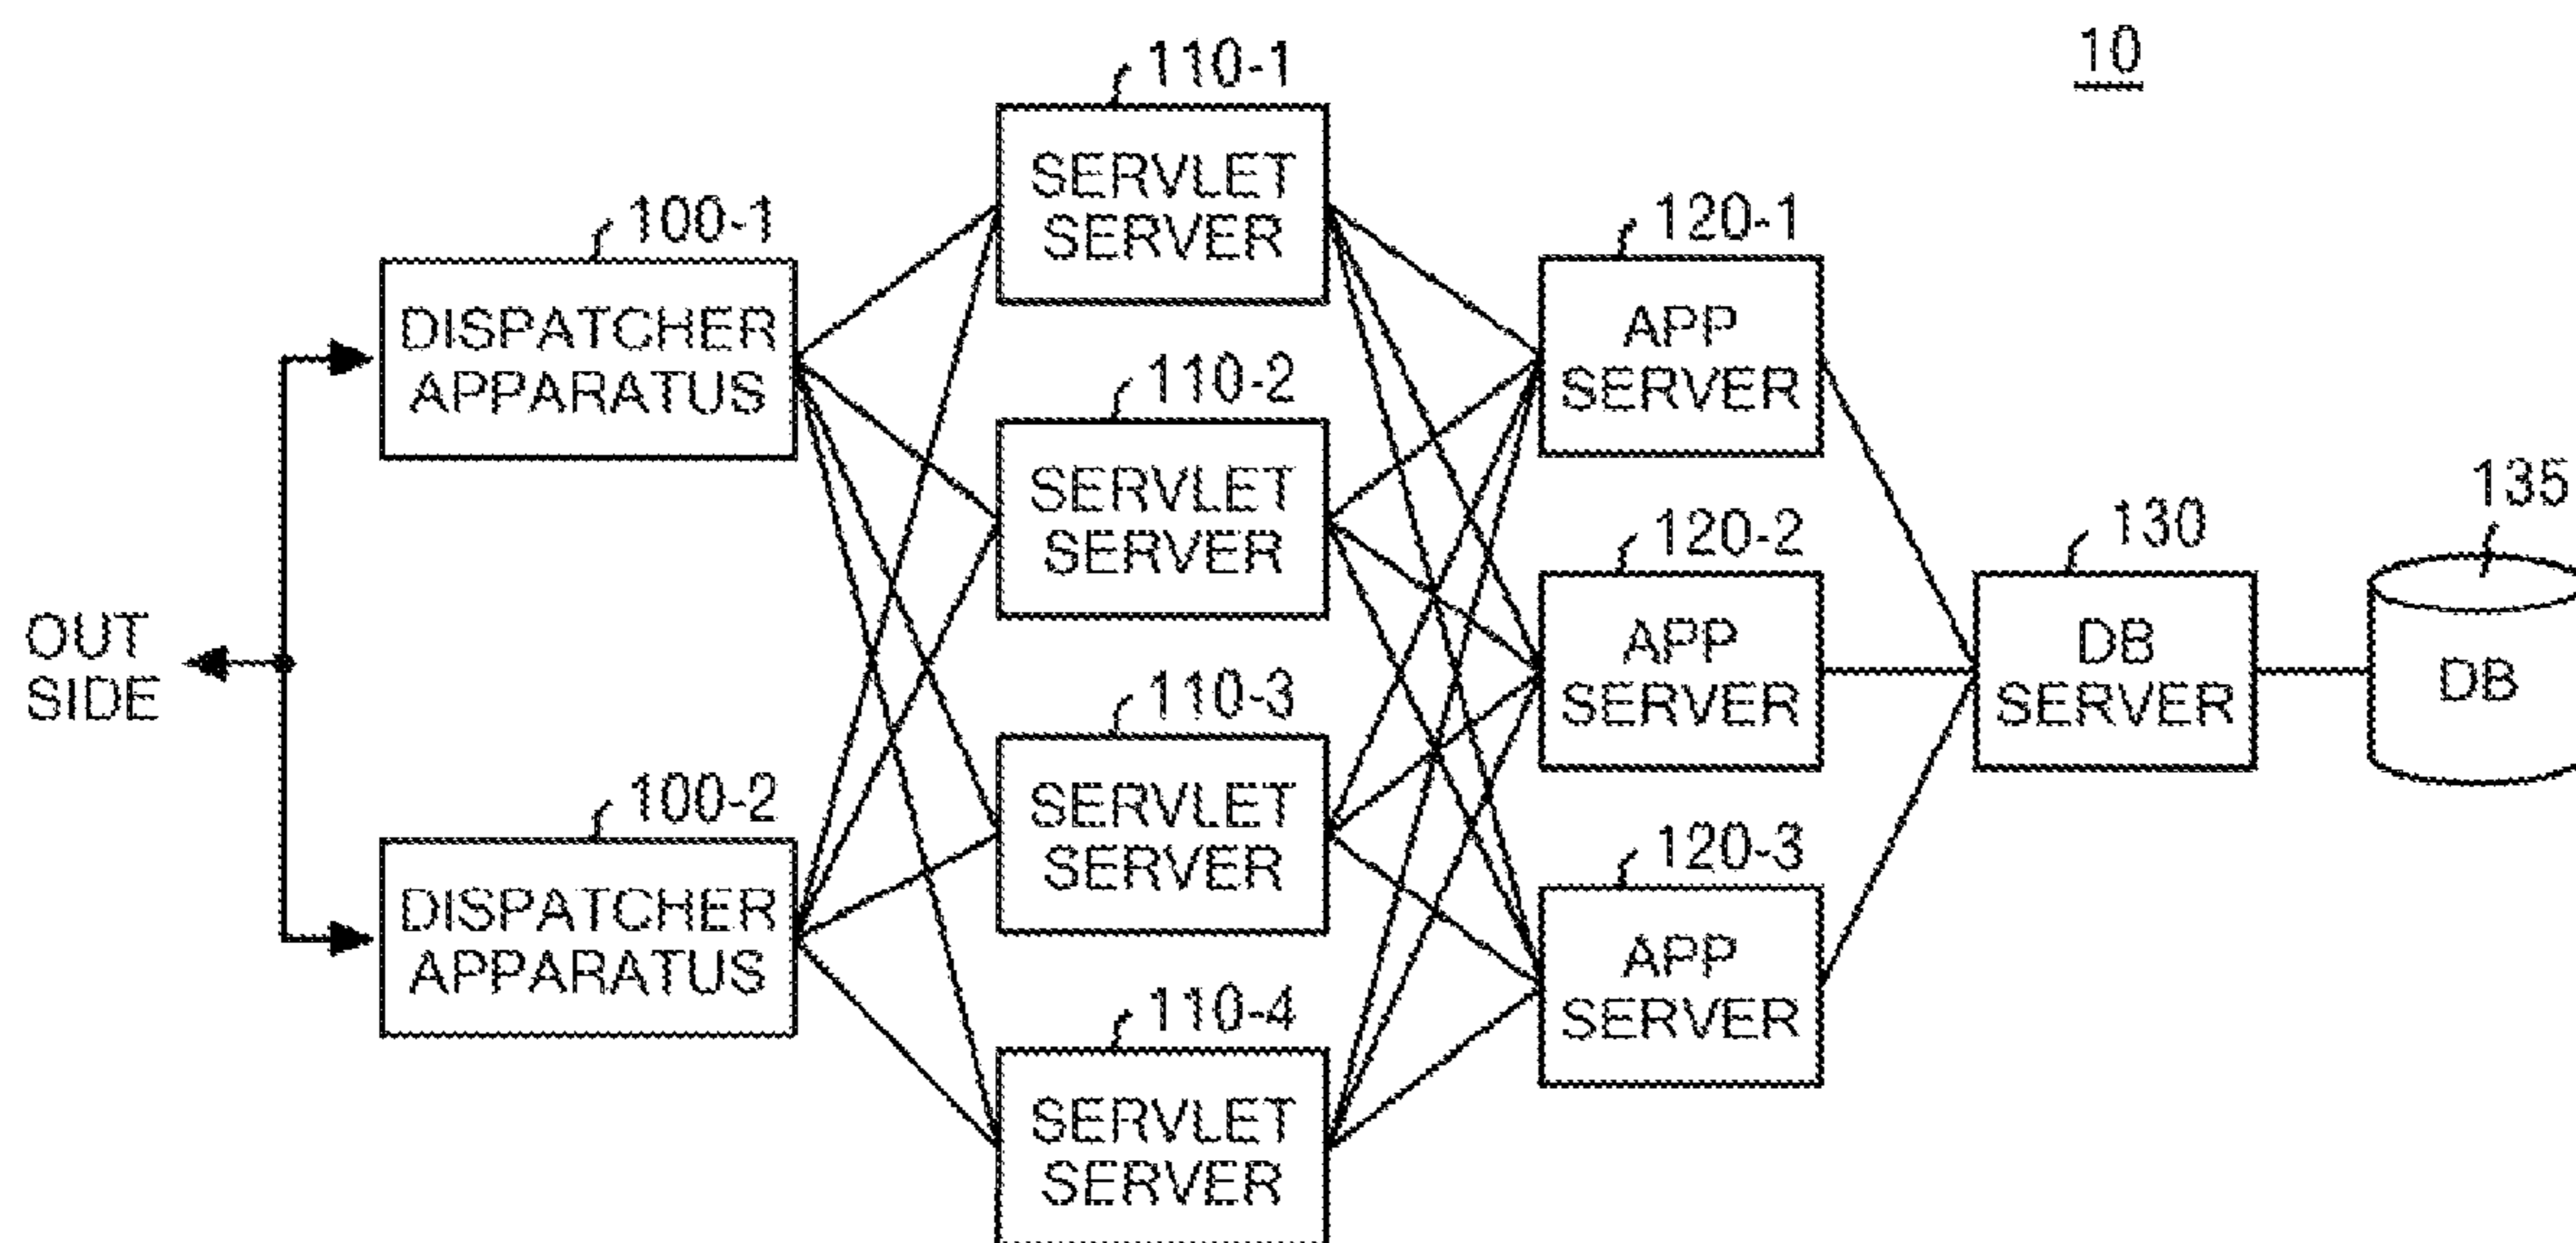 10
110-1
SERVLET
SERVER
100-1
DISPATCHER
APPARATUS
120-1
APP
SERVER
110-2
SERVLET
SERVER
OUT
SIDE
120-2
APP
SERVER
130
DB
SERVER
135
DB
110-3
SERVLET
SERVER
100-2
DISPATCHER
APPARATUS
120-3
APP
SERVER
110-4
SERVLET
SERVER